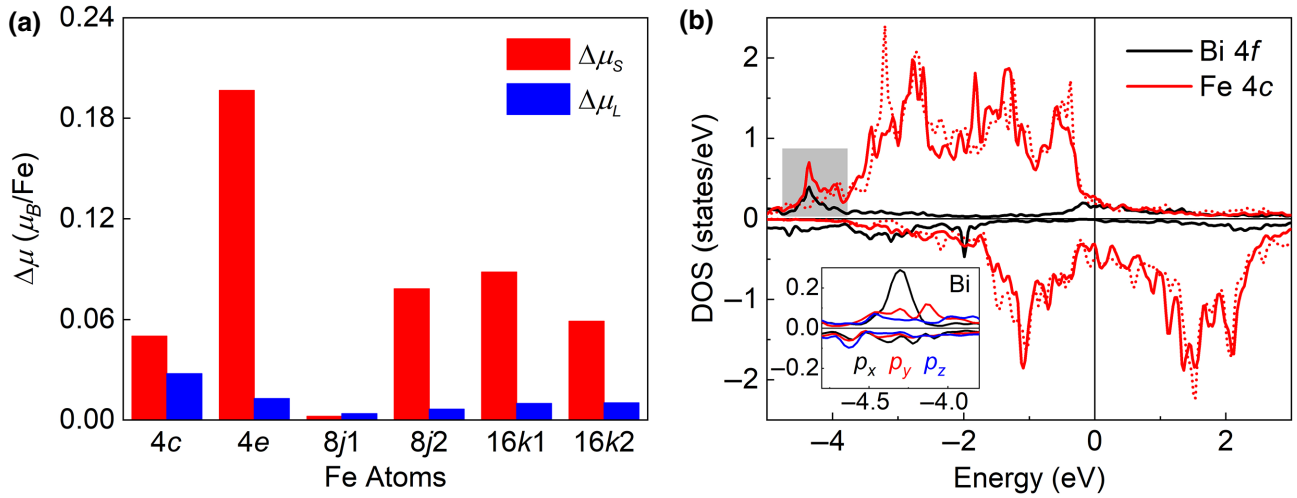 (a)
0.24
0.18
0.12
0.06
0.00
Δμ (μB/Fe)
ΔμS
ΔμL
4c 4e 8j1 8j2 16k1 16k2
Fe Atoms
(b)
2
1
0
−1
−2
DOS (states/eV)
Bi 4f
Fe 4c
Bi
0.2
0.0
−0.2
px py pz
−4.5 −4.0
−4 −2 0 2
Energy (eV)